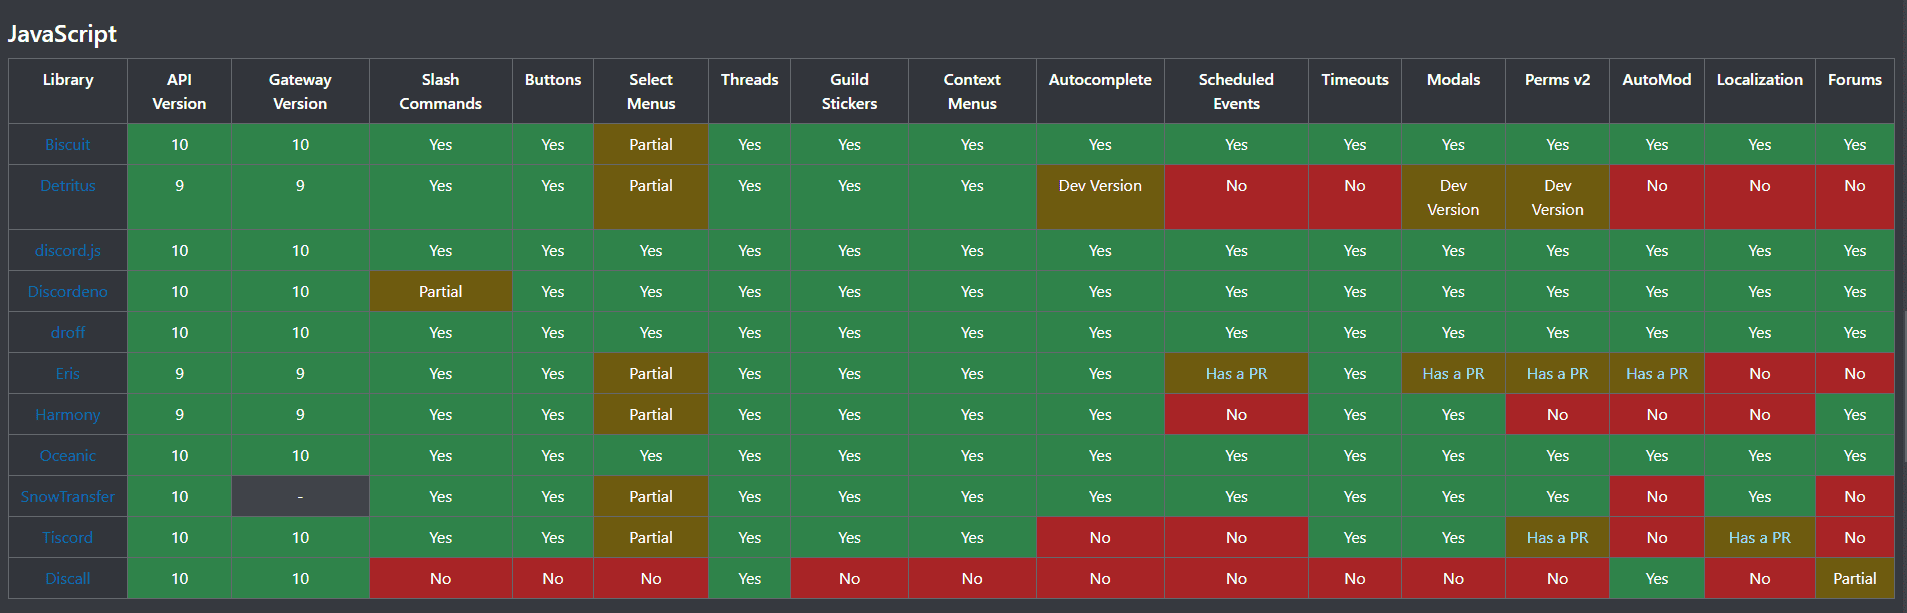 JavaScript
Library API Version Gateway Version Slash Commands Buttons Select Menus Threads Guild Stickers Context Menus Autocomplete Scheduled Events Timeouts Modals Perms v2 AutoMod Localization Forums
Biscuit 10 10 Yes Yes Partial Yes Yes Yes Yes Yes Yes Yes Yes Yes Yes Yes
Detritus 9 9 Yes Yes Partial Yes Yes Yes Dev Version No No Dev Version Dev Version No No No
discord.js 10 10 Yes Yes Yes Yes Yes Yes Yes Yes Yes Yes Yes Yes Yes Yes
Discordeno 10 10 Partial Yes Yes Yes Yes Yes Yes Yes Yes Yes Yes Yes Yes Yes
droff 10 10 Yes Yes Yes Yes Yes Yes Yes Yes Yes Yes Yes Yes Yes Yes
Eris 9 9 Yes Yes Partial Yes Yes Yes Yes Has a PR Yes Has a PR Has a PR Has a PR No No
Harmony 9 9 Yes Yes Partial Yes Yes Yes Yes No Yes Yes No No No Yes
Oceanic 10 10 Yes Yes Yes Yes Yes Yes Yes Yes Yes Yes Yes Yes Yes Yes
SnowTransfer 10 - Yes Yes Partial Yes Yes Yes Yes Yes Yes Yes Yes No Yes No
Tiscord 10 10 Yes Yes Partial Yes Yes Yes No No Yes Yes Has a PR No Has a PR No
Discall 10 10 No No No Yes No No No No No No No Yes No Partial